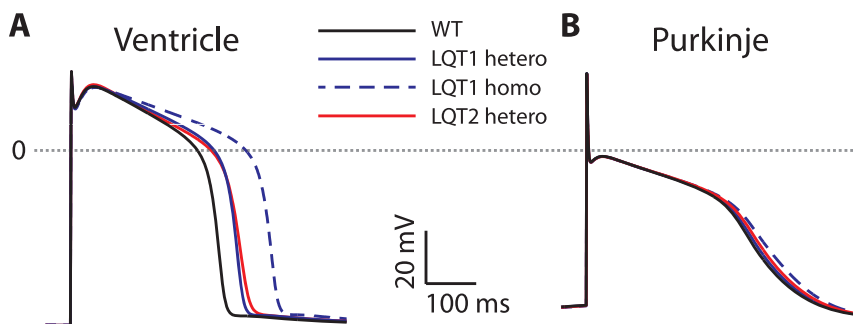 A
Ventricle
WT
LQT1 hetero
LQT1 homo
LQT2 hetero
B
Purkinje
0
20 mV
100 ms